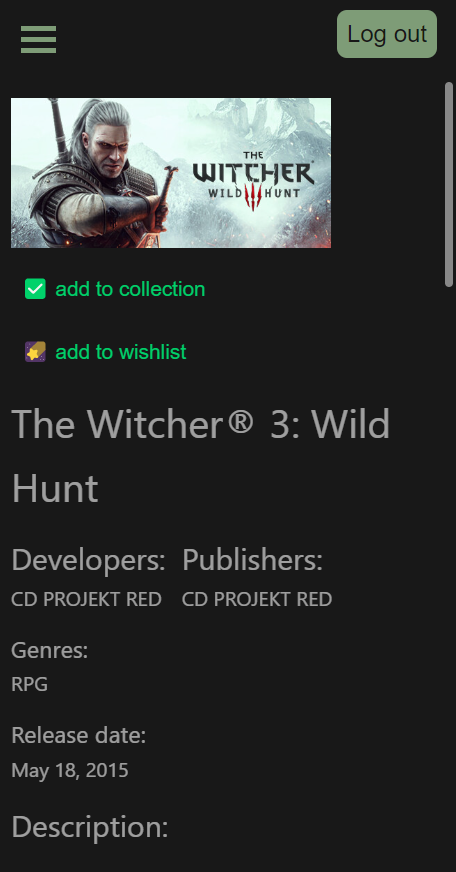 Log out
THE
WITCHER
WILD HUNT
add to collection
add to wishlist
The Witcher® 3: Wild
Hunt
Developers: Publishers:
CD PROJEKT RED CD PROJEKT RED
Genres:
RPG
Release date:
May 18, 2015
Description: